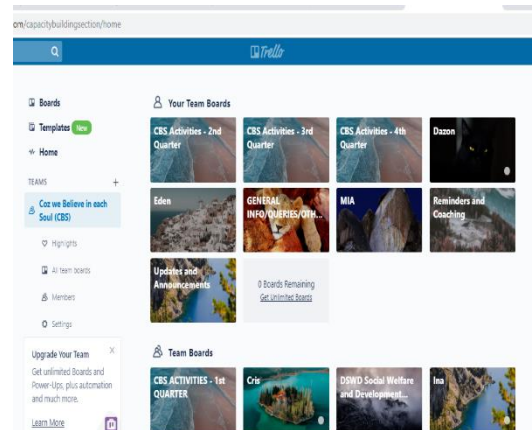 om/capacitybuildingsection/home
Trello
Boards
Templates New
Home
TEAMS +
Coz we Believe in each
Soul (CBS)
Highlights
All team boards
Members
Settings
Upgrade Your Team X
Get unlimited Boards and
Power-Ups, plus automation
and much more.
Learn More
Your Team Boards
CBS Activities - 2nd
Quarter
CBS Activities - 3rd
Quarter
CBS Activities - 4th
Quarter
Dazon
Eden
GENERAL
INFO/QUERIES/OTH...
MIA
Reminders and
Coaching
Updates and
Announcements
0 Boards Remaining
Get Unlimited Boards
Team Boards
CBS ACTIVITIES - 1st
QUARTER
Cris
DSWD Social Welfare
and Development...
Ina